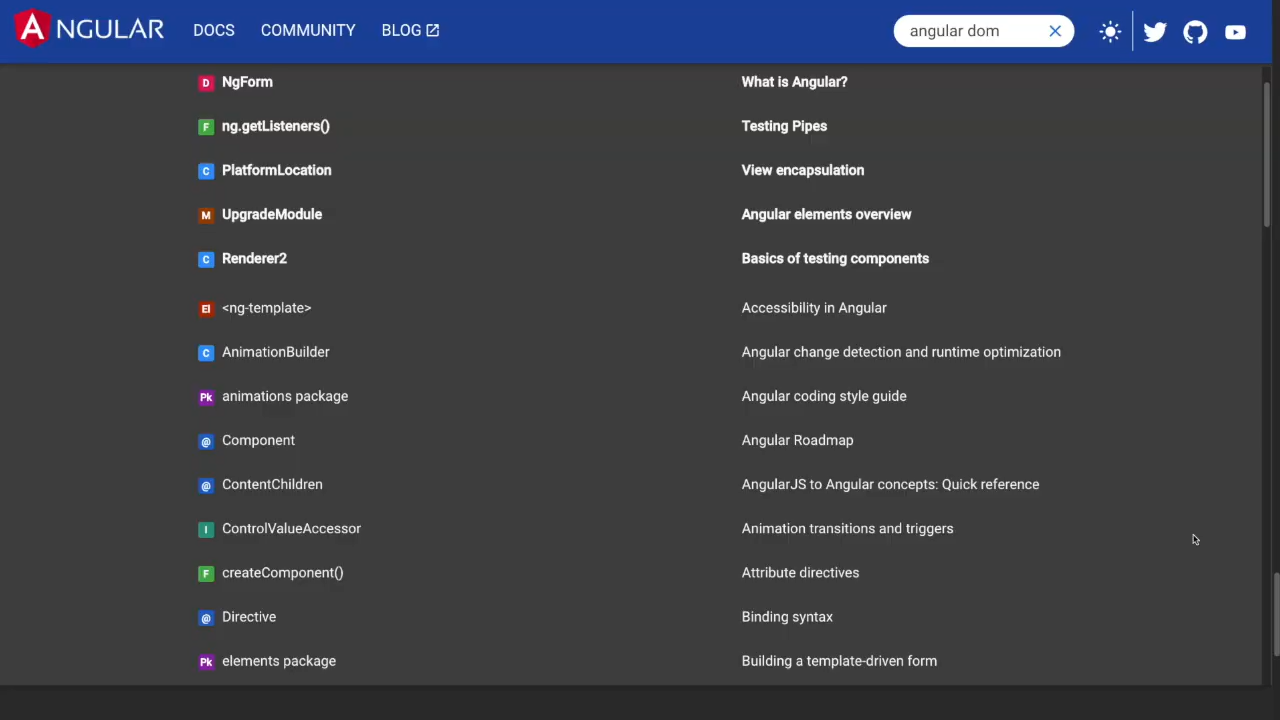 ANGULAR
DOCS
COMMUNITY
BLOG
angular dom
D NgForm
F ng.getListeners()
C PlatformLocation
M UpgradeModule
C Renderer2
El <ng-template>
C AnimationBuilder
Pk animations package
@ Component
@ ContentChildren
I ControlValueAccessor
F createComponent()
@ Directive
Pk elements package
What is Angular?
Testing Pipes
View encapsulation
Angular elements overview
Basics of testing components
Accessibility in Angular
Angular change detection and runtime optimization
Angular coding style guide
Angular Roadmap
AngularJS to Angular concepts: Quick reference
Animation transitions and triggers
Attribute directives
Binding syntax
Building a template-driven form